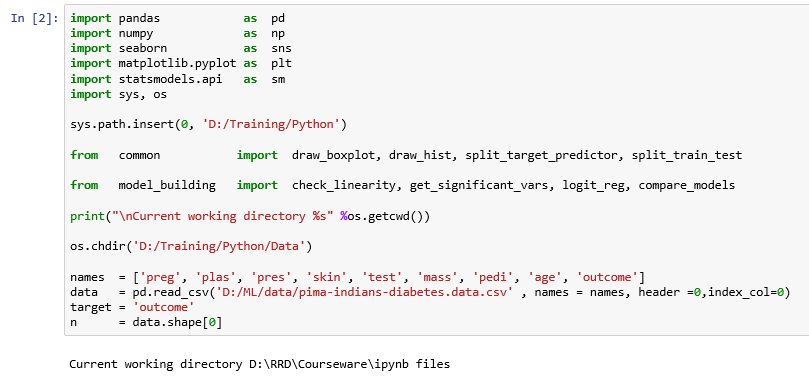 In [2]: import pandas            as  pd
import numpy             as  np
import seaborn           as  sns
import matplotlib.pyplot as  plt
import statsmodels.api   as  sm
import sys, os
sys.path.insert(0, 'D:/Training/Python')
from   common           import  draw_boxplot, draw_hist, split_target_predictor, split_train_test
from   model_building   import  check_linearity, get_significant_vars, logit_reg, compare_models
print("\nCurrent working directory %s" %os.getcwd())
os.chdir('D:/Training/Python/Data')
names  = ['preg', 'plas', 'pres', 'skin', 'test', 'mass', 'pedi', 'age', 'outcome']
data   = pd.read_csv('D:/ML/data/pima-indians-diabetes.data.csv' , names = names, header =0,index_col=0)
target = 'outcome'
n      = data.shape[0]
Current working directory D:\RRD\Courseware\ipynb files